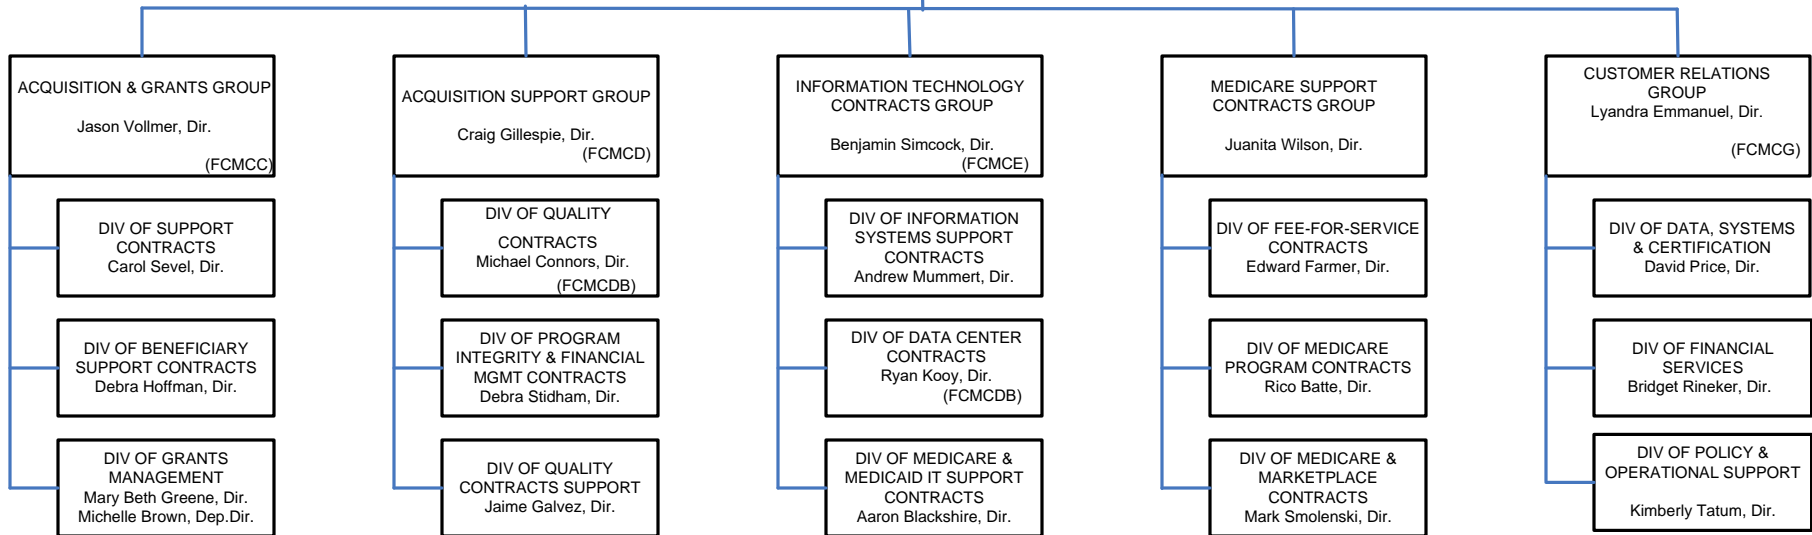 ACQUISITION & GRANTS GROUP
Jason Vollmer, Dir.
(FCMCC)
DIV OF SUPPORT
CONTRACTS
Carol Sevel, Dir.
DIV OF BENEFICIARY
SUPPORT CONTRACTS
Debra Hoffman, Dir.
DIV OF GRANTS
MANAGEMENT
Mary Beth Greene, Dir.
Michelle Brown, Dep.Dir.
ACQUISITION SUPPORT GROUP
Craig Gillespie, Dir.
(FCMCD)
DIV OF QUALITY
CONTRACTS
Michael Connors, Dir.
(FCMCDB)
DIV OF PROGRAM
INTEGRITY & FINANCIAL
MGMT CONTRACTS
Debra Stidham, Dir.
DIV OF QUALITY
CONTRACTS SUPPORT
Jaime Galvez, Dir.
INFORMATION TECHNOLOGY
CONTRACTS GROUP
Benjamin Simcock, Dir.
(FCMCE)
DIV OF INFORMATION
SYSTEMS SUPPORT
CONTRACTS
Andrew Mummert, Dir.
DIV OF DATA CENTER
CONTRACTS
Ryan Kooy, Dir.
(FCMCDB)
DIV OF MEDICARE &
MEDICAID IT SUPPORT
CONTRACTS
Aaron Blackshire, Dir.
MEDICARE SUPPORT
CONTRACTS GROUP
Juanita Wilson, Dir.
DIV OF FEE-FOR-SERVICE
CONTRACTS
Edward Farmer, Dir.
DIV OF MEDICARE
PROGRAM CONTRACTS
Rico Batte, Dir.
DIV OF MEDICARE &
MARKETPLACE
CONTRACTS
Mark Smolenski, Dir.
CUSTOMER RELATIONS
GROUP
Lyandra Emmanuel, Dir.
(FCMCG)
DIV OF DATA, SYSTEMS
& CERTIFICATION
David Price, Dir.
DIV OF FINANCIAL
SERVICES
Bridget Rineker, Dir.
DIV OF POLICY &
OPERATIONAL SUPPORT
Kimberly Tatum, Dir.